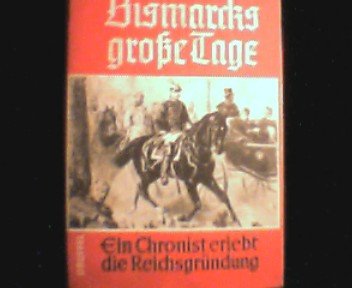 Bismarcks
große Tage
Ein Chronist erlebt
die Reichsgründung